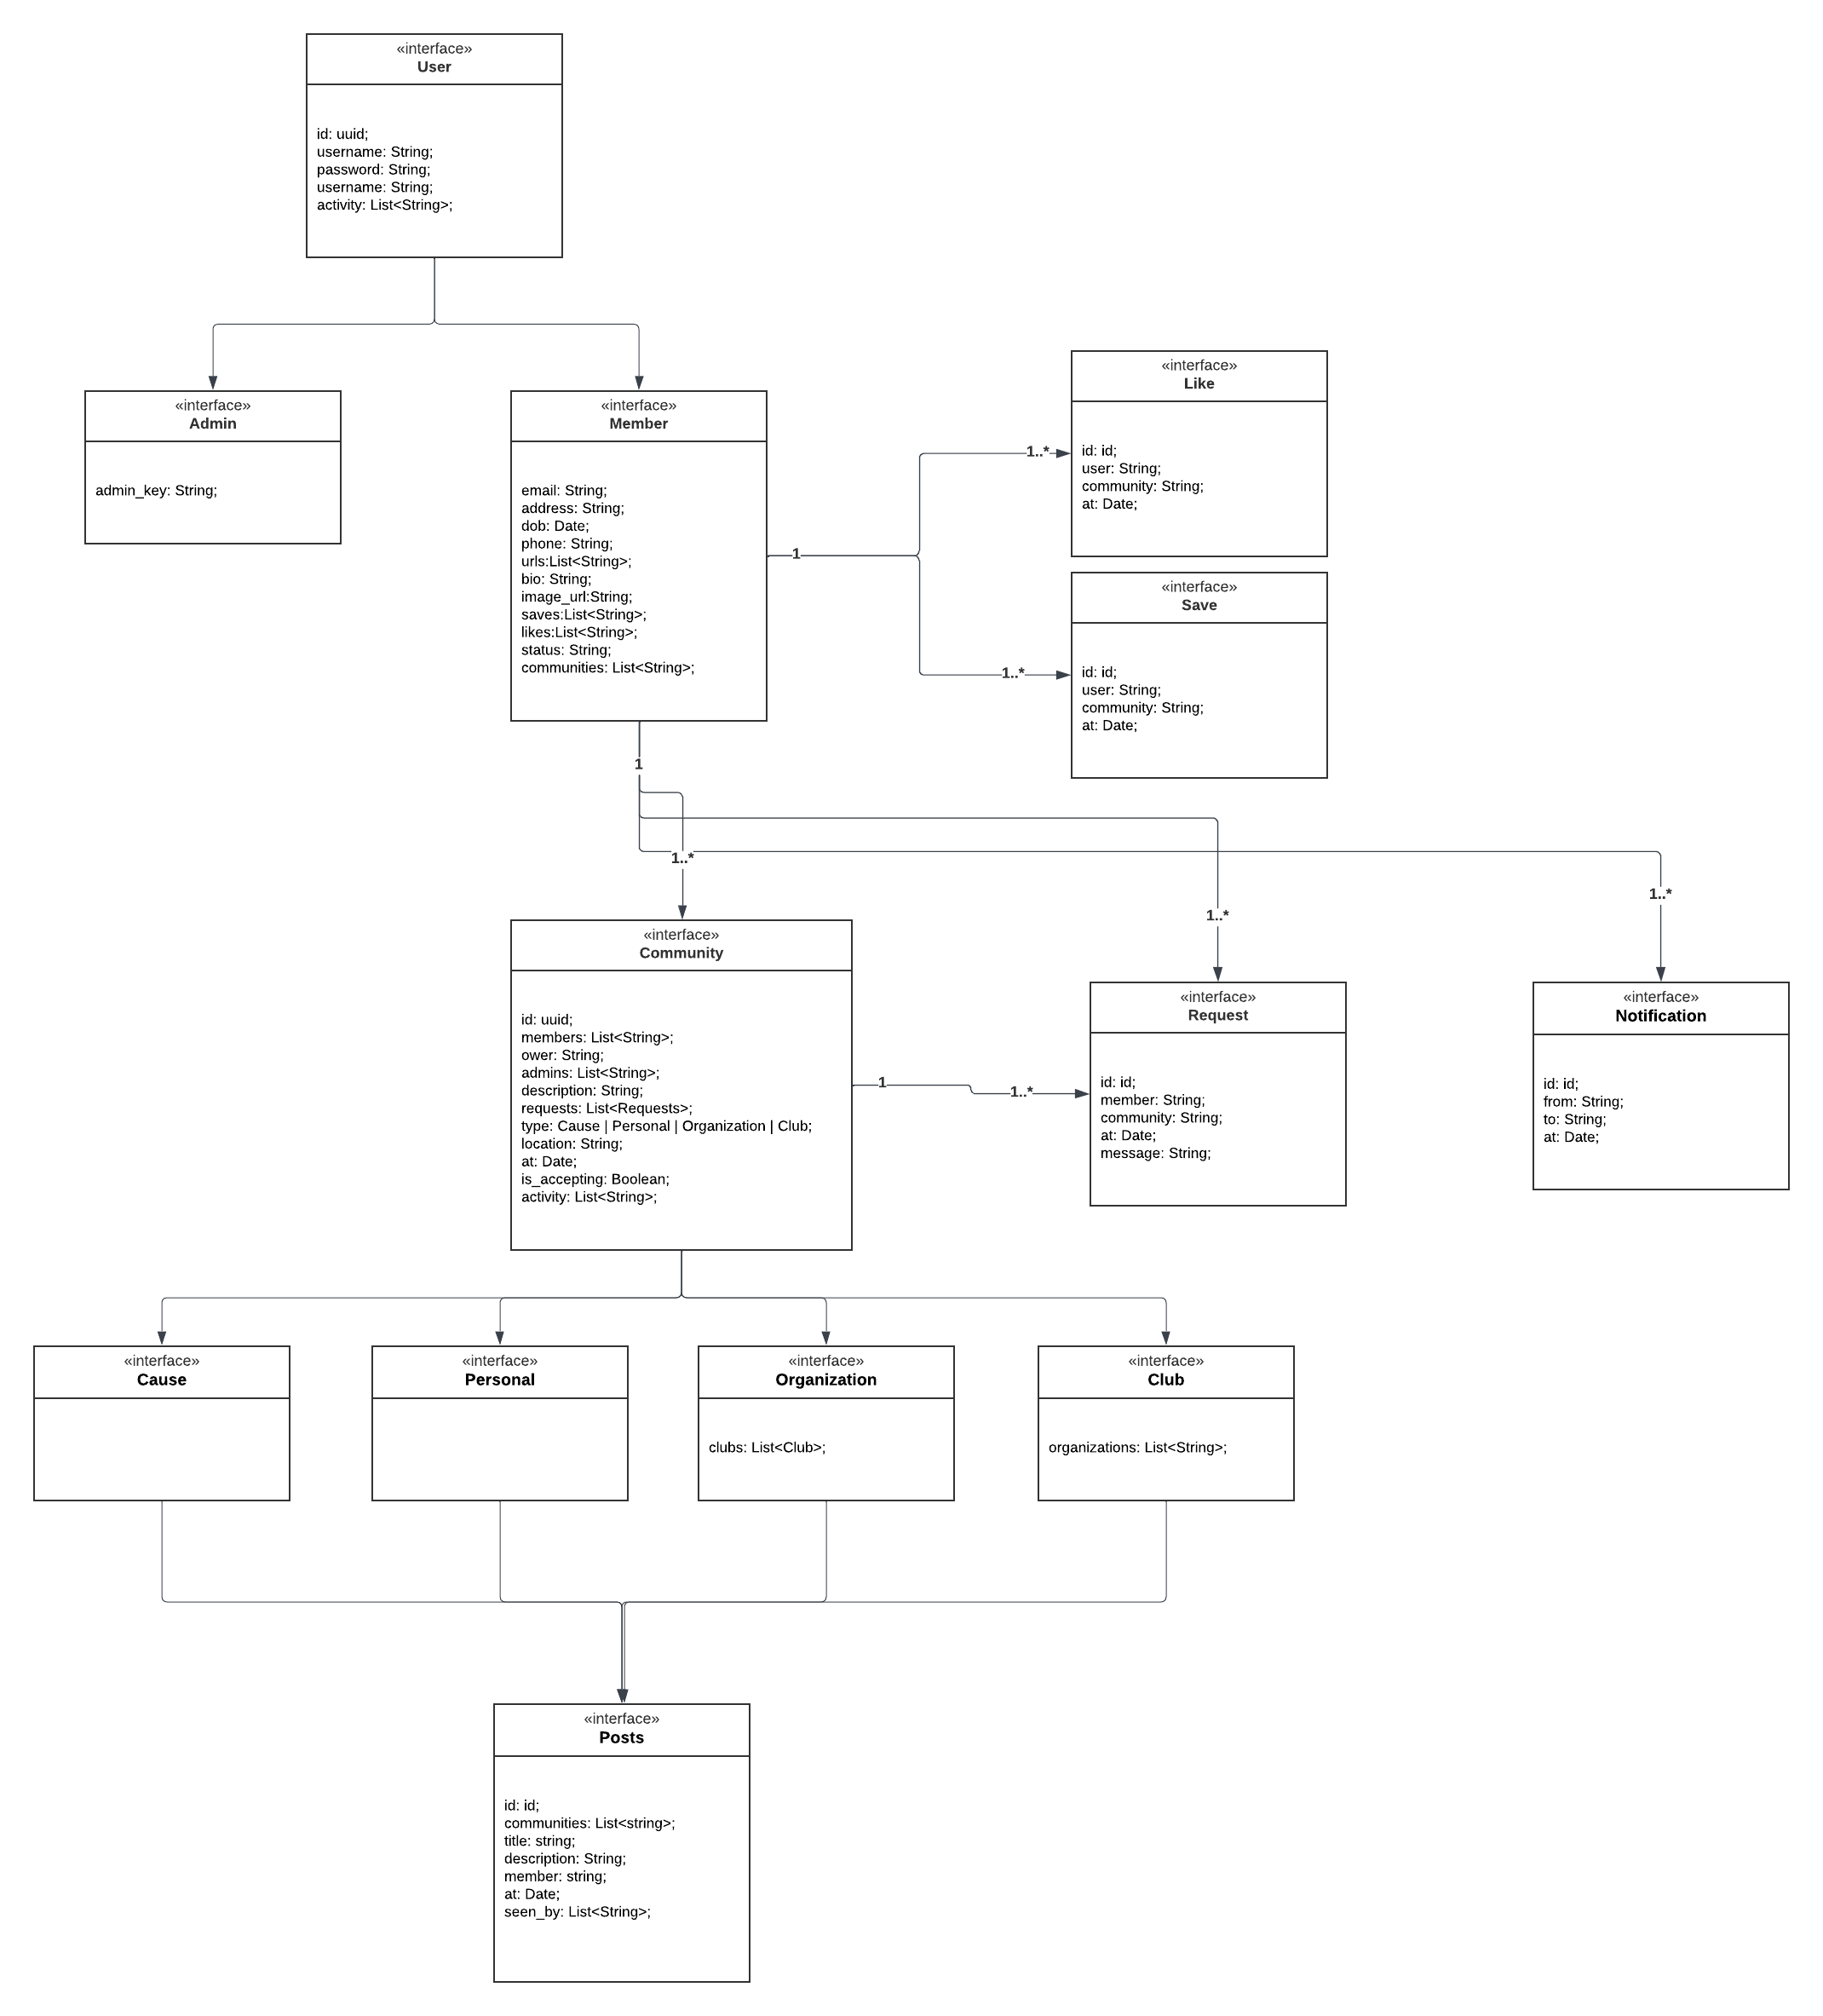 «interface»
User
id: uuid;
username: String;
password: String;
username: String;
activity: List<String>;
«interface»
Admin
admin_key: String;
«interface»
Member
email: String;
address: String;
dob: Date;
phone: String;
urls:List<String>;
bio: String;
image_url:String;
saves:List<String>;
likes:List<String>;
status: String;
communities: List<String>;
1
1..*
1..*
«interface»
Like
id: id;
user: String;
community: String;
at: Date;
«interface»
Save
id: id;
user: String;
community: String;
at: Date;
1
1..*
1..*
1..*
«interface»
Community
id: uuid;
members: List<String>;
ower: String;
admins: List<String>;
description: String;
requests: List<Requests>;
type: Cause | Personal | Organization | Club;
location: String;
at: Date;
is_accepting: Boolean;
activity: List<String>;
1
1..*
«interface»
Request
id: id;
member: String;
community: String;
at: Date;
message: String;
«interface»
Notification
id: id;
from: String;
to: String;
at: Date;
«interface»
Cause
«interface»
Personal
«interface»
Organization
clubs: List<Club>;
«interface»
Club
organizations: List<String>;
«interface»
Posts
id: id;
communities: List<string>;
title: string;
description: String;
member: string;
at: Date;
seen_by: List<String>;